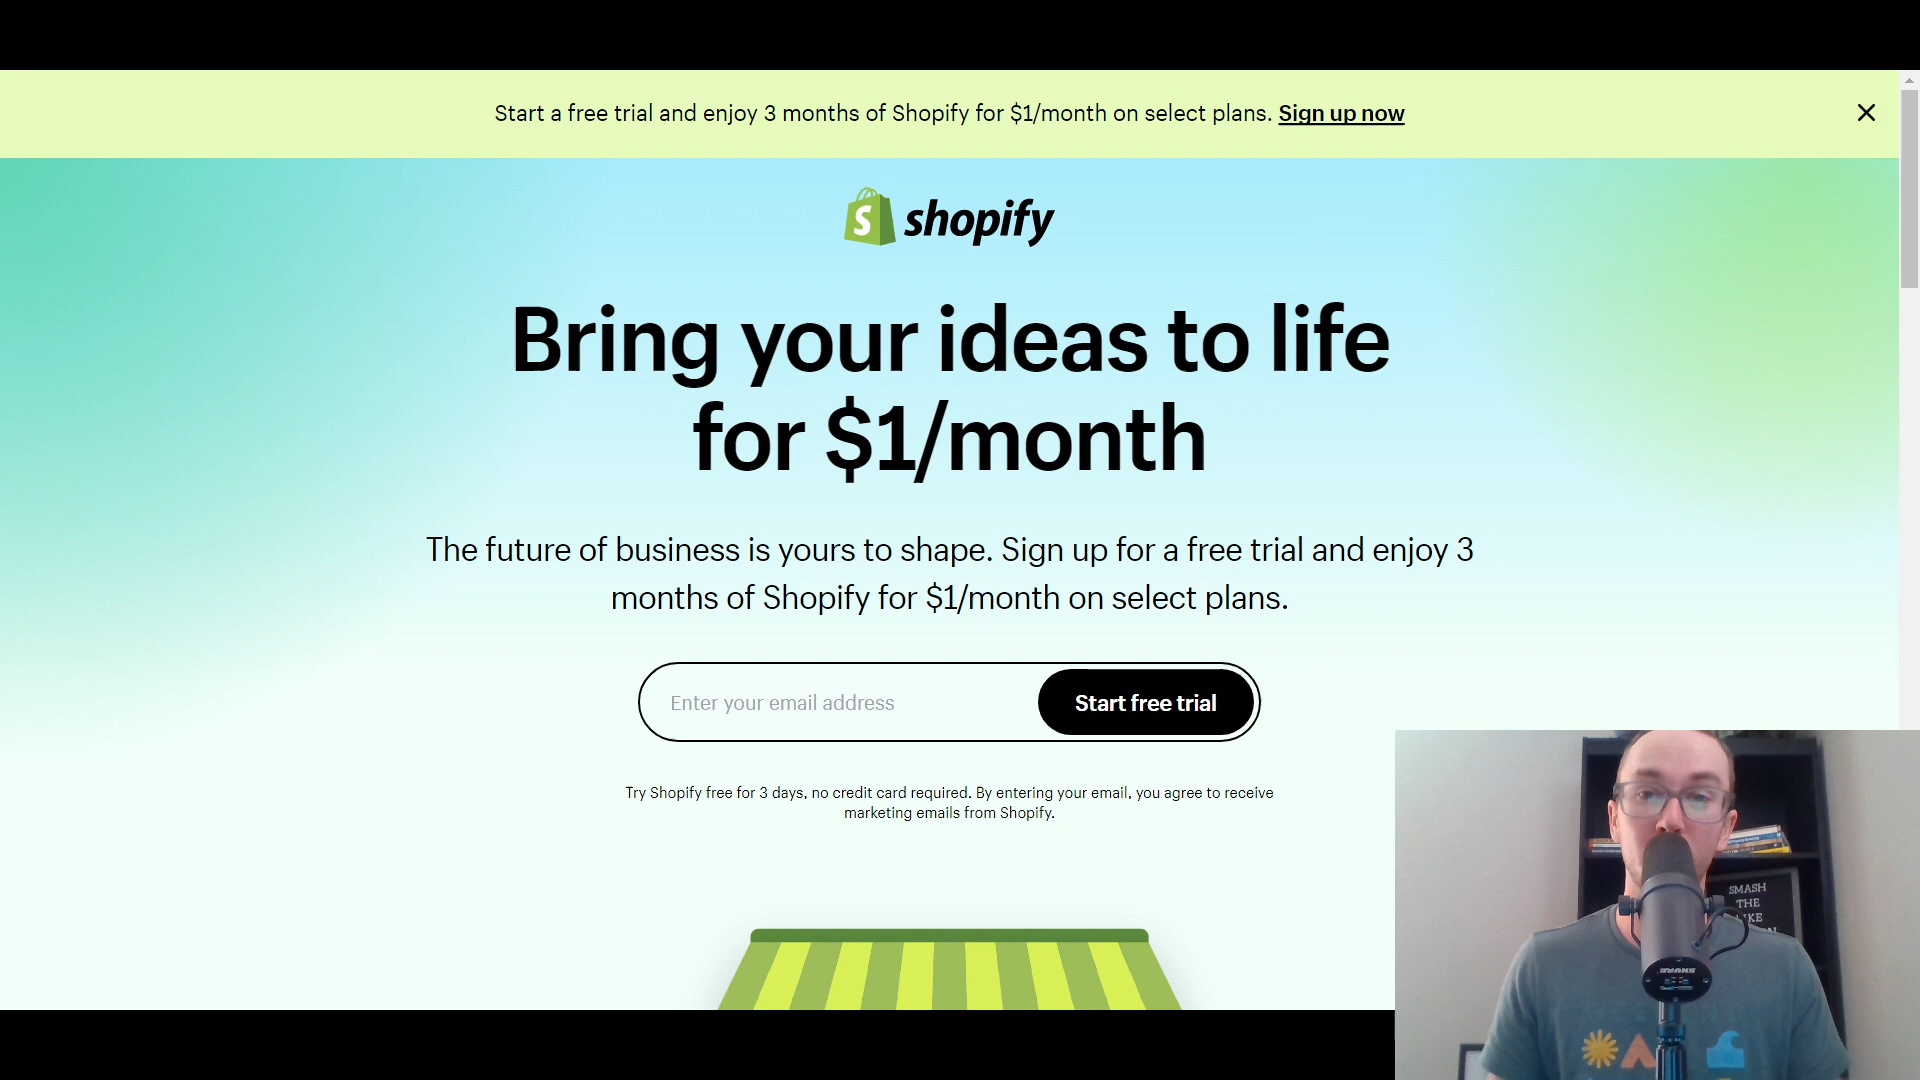 Start a free trial and enjoy 3 months of Shopify for $1/month on select plans. Sign up now
shopify
Bring your ideas to life
for $1/month
The future of business is yours to shape. Sign up for a free trial and enjoy 3
months of Shopify for $1/month on select plans.
Enter your email address
Start free trial
Try Shopify free for 3 days, no credit card required. By entering your email, you agree to receive
marketing emails from Shopify.
SMASH
THE
SHURE